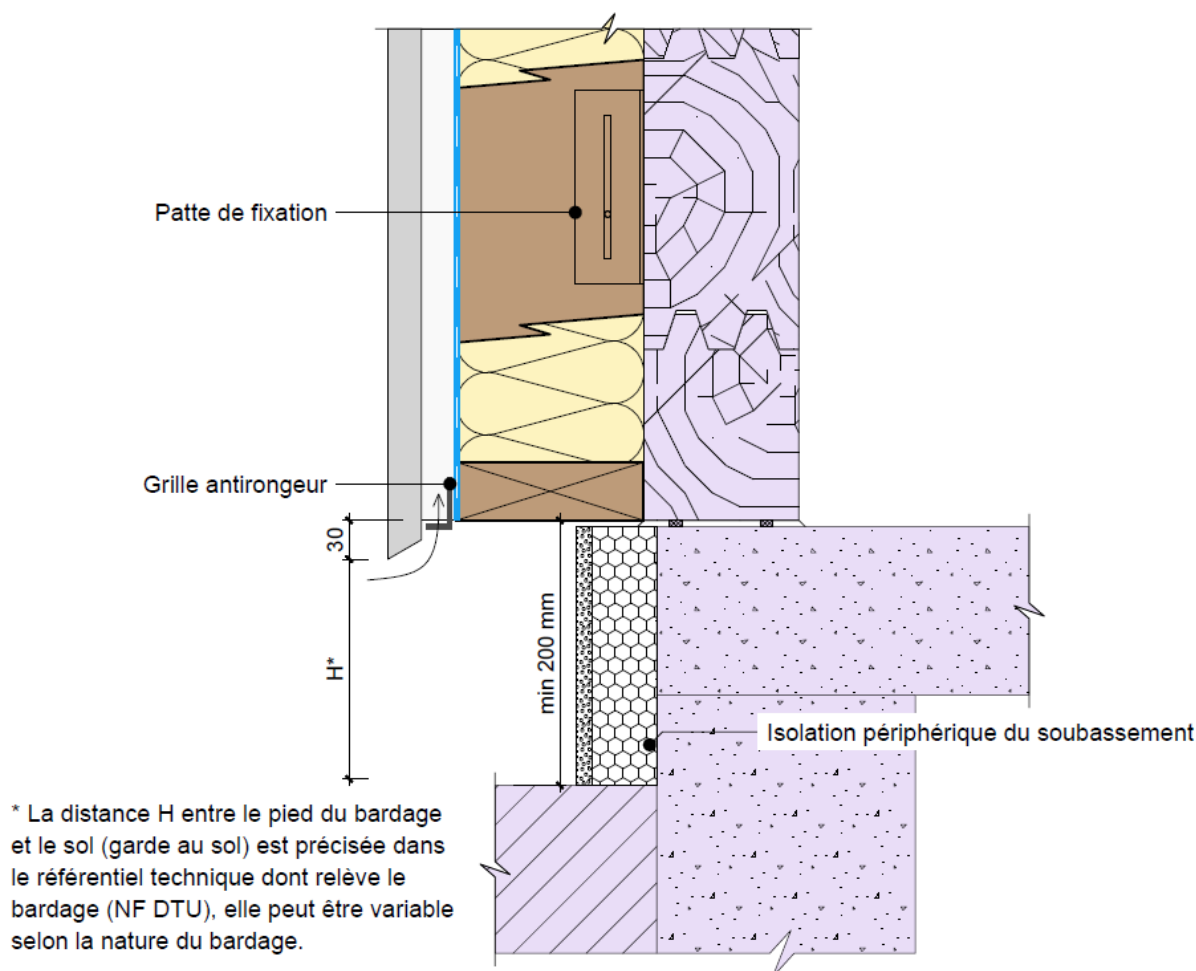 Patte de fixation
Grille antirongeur
30
H*
min 200 mm
Isolation périphérique du soubassement
* La distance H entre le pied du bardage
et le sol (garde au sol) est précisée dans
le référentiel technique dont relève le
bardage (NF DTU), elle peut être variable
selon la nature du bardage.